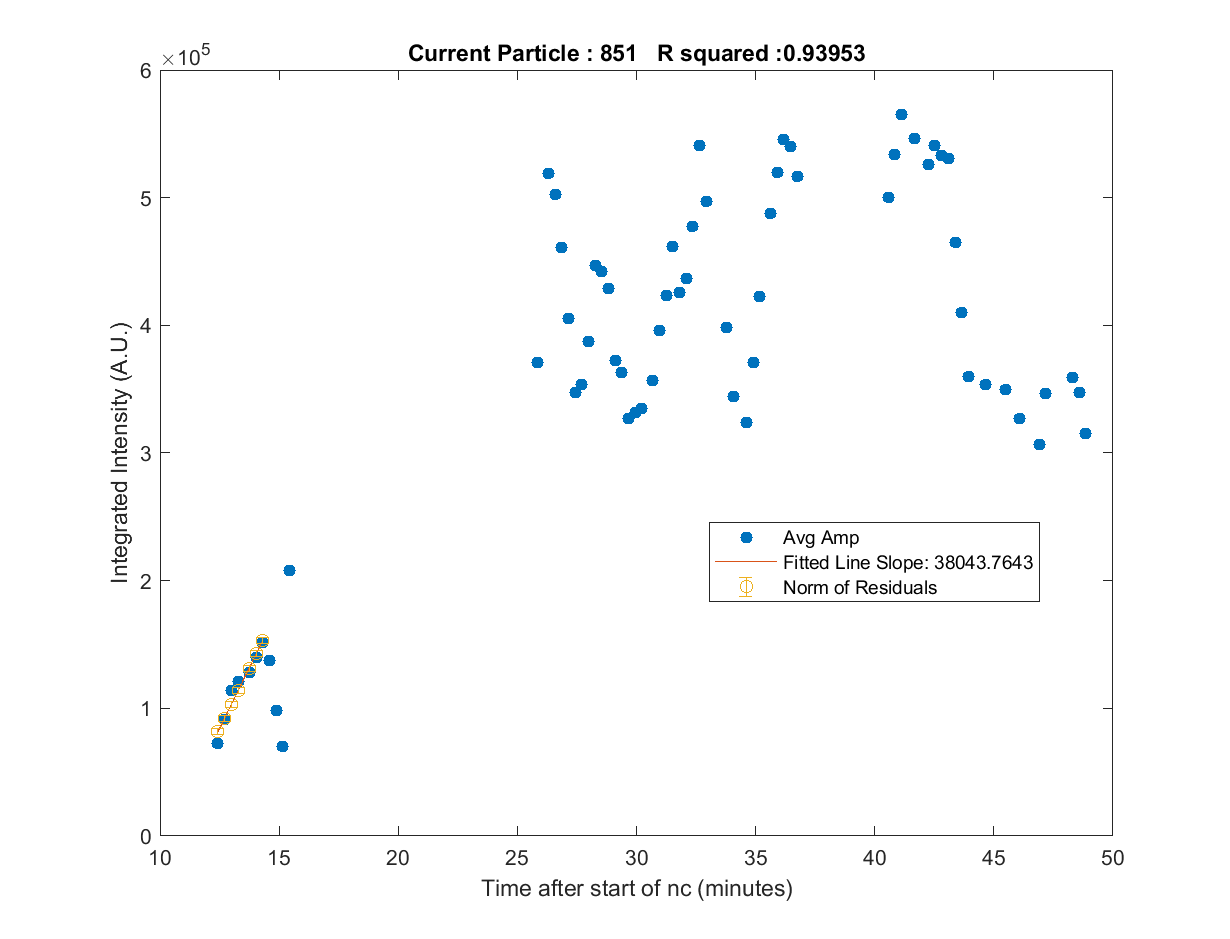 Current Particle : 851   R squared :0.93953
×10^5
6
5
4
3
2
1
0
Integrated Intensity (A.U.)
Avg Amp
Fitted Line Slope: 38043.7643
Norm of Residuals
10 15 20 25 30 35 40 45 50
Time after start of nc (minutes)